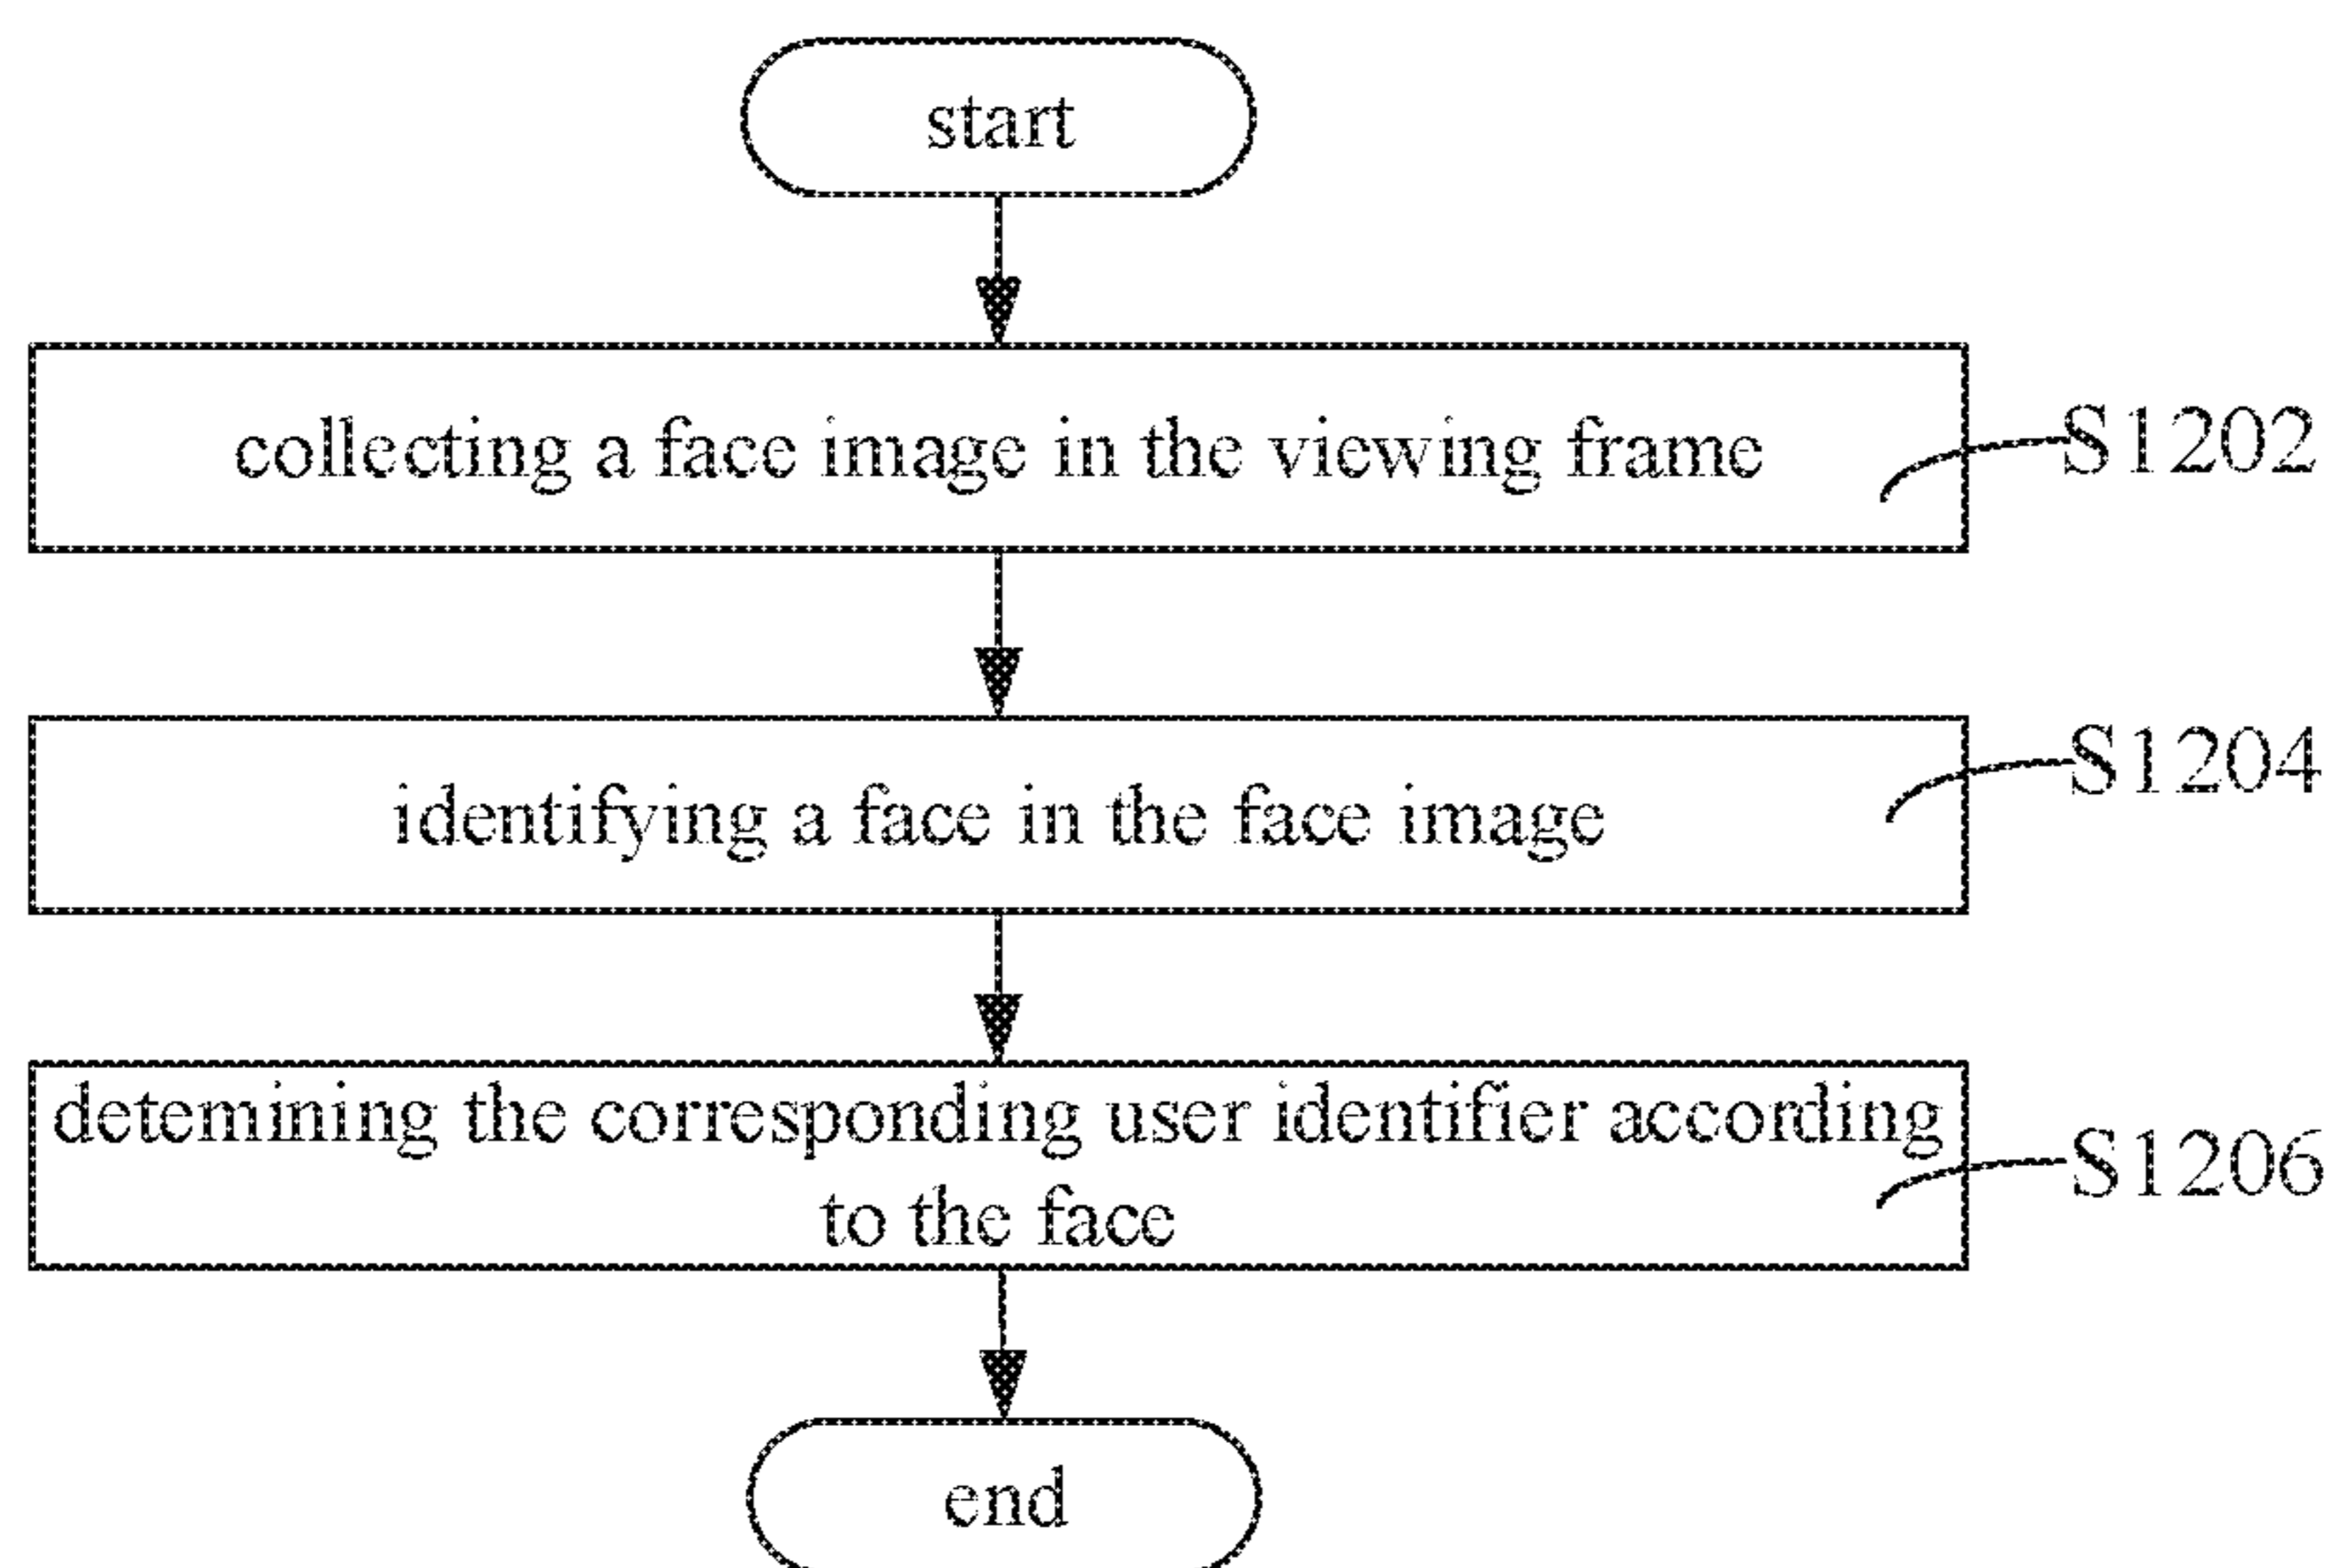 start
collecting a face image in the viewing frame
S1202
identifying a face in the face image
S1204
detemining the corresponding user identifier according
to the face
S1206
end